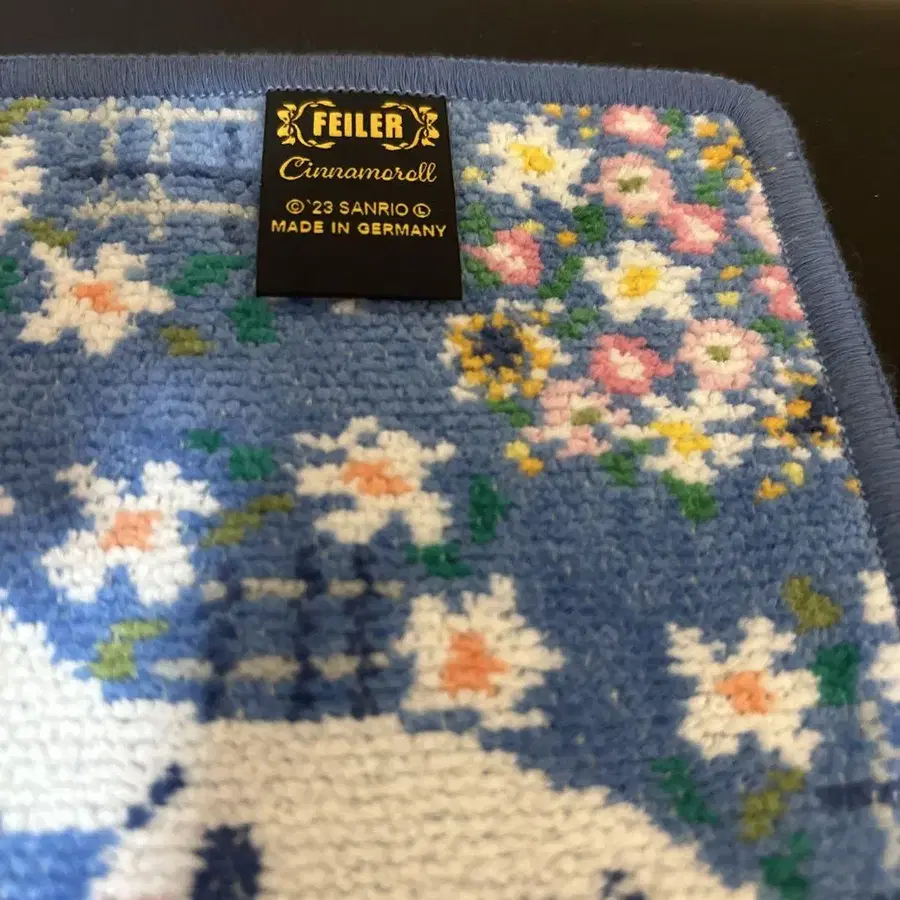 FEILER
Cinnamoroll
© '23 SANRIO Ⓛ
MADE IN GERMANY